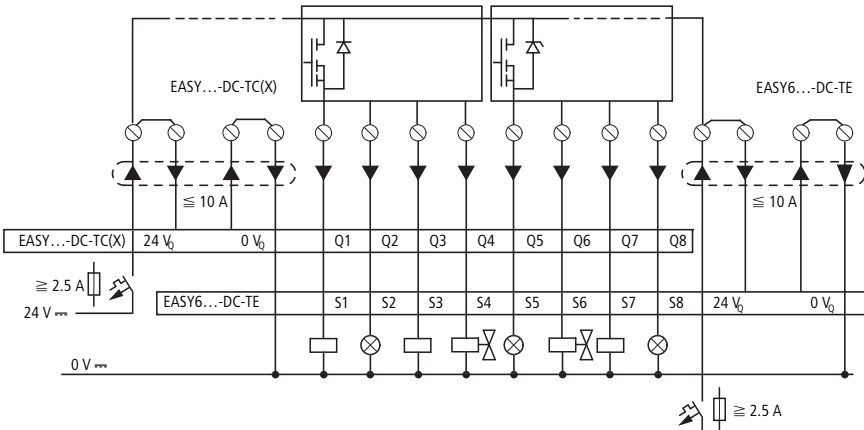 EASY...-DC-TC(X)
EASY6...-DC-TE
≦ 10 A
≦ 10 A
EASY...-DC-TC(X) 24 VQ 0 VQ Q1 Q2 Q3 Q4 Q5 Q6 Q7 Q8
≧ 2.5 A
EASY6...-DC-TE S1 S2 S3 S4 S5 S6 S7 S8 24 VQ 0 VQ
24 V ⎓
0 V ⎓
≧ 2.5 A